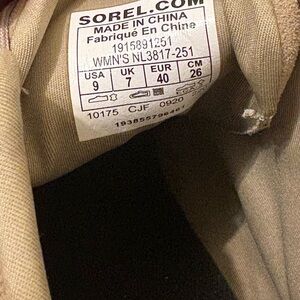 SOREL.COM
MADE IN CHINA
Fabriqué En Chine
1915891251
WMN'S NL3817-251
USA UK EUR CM
9 7 40 26
10175 CJF 0920